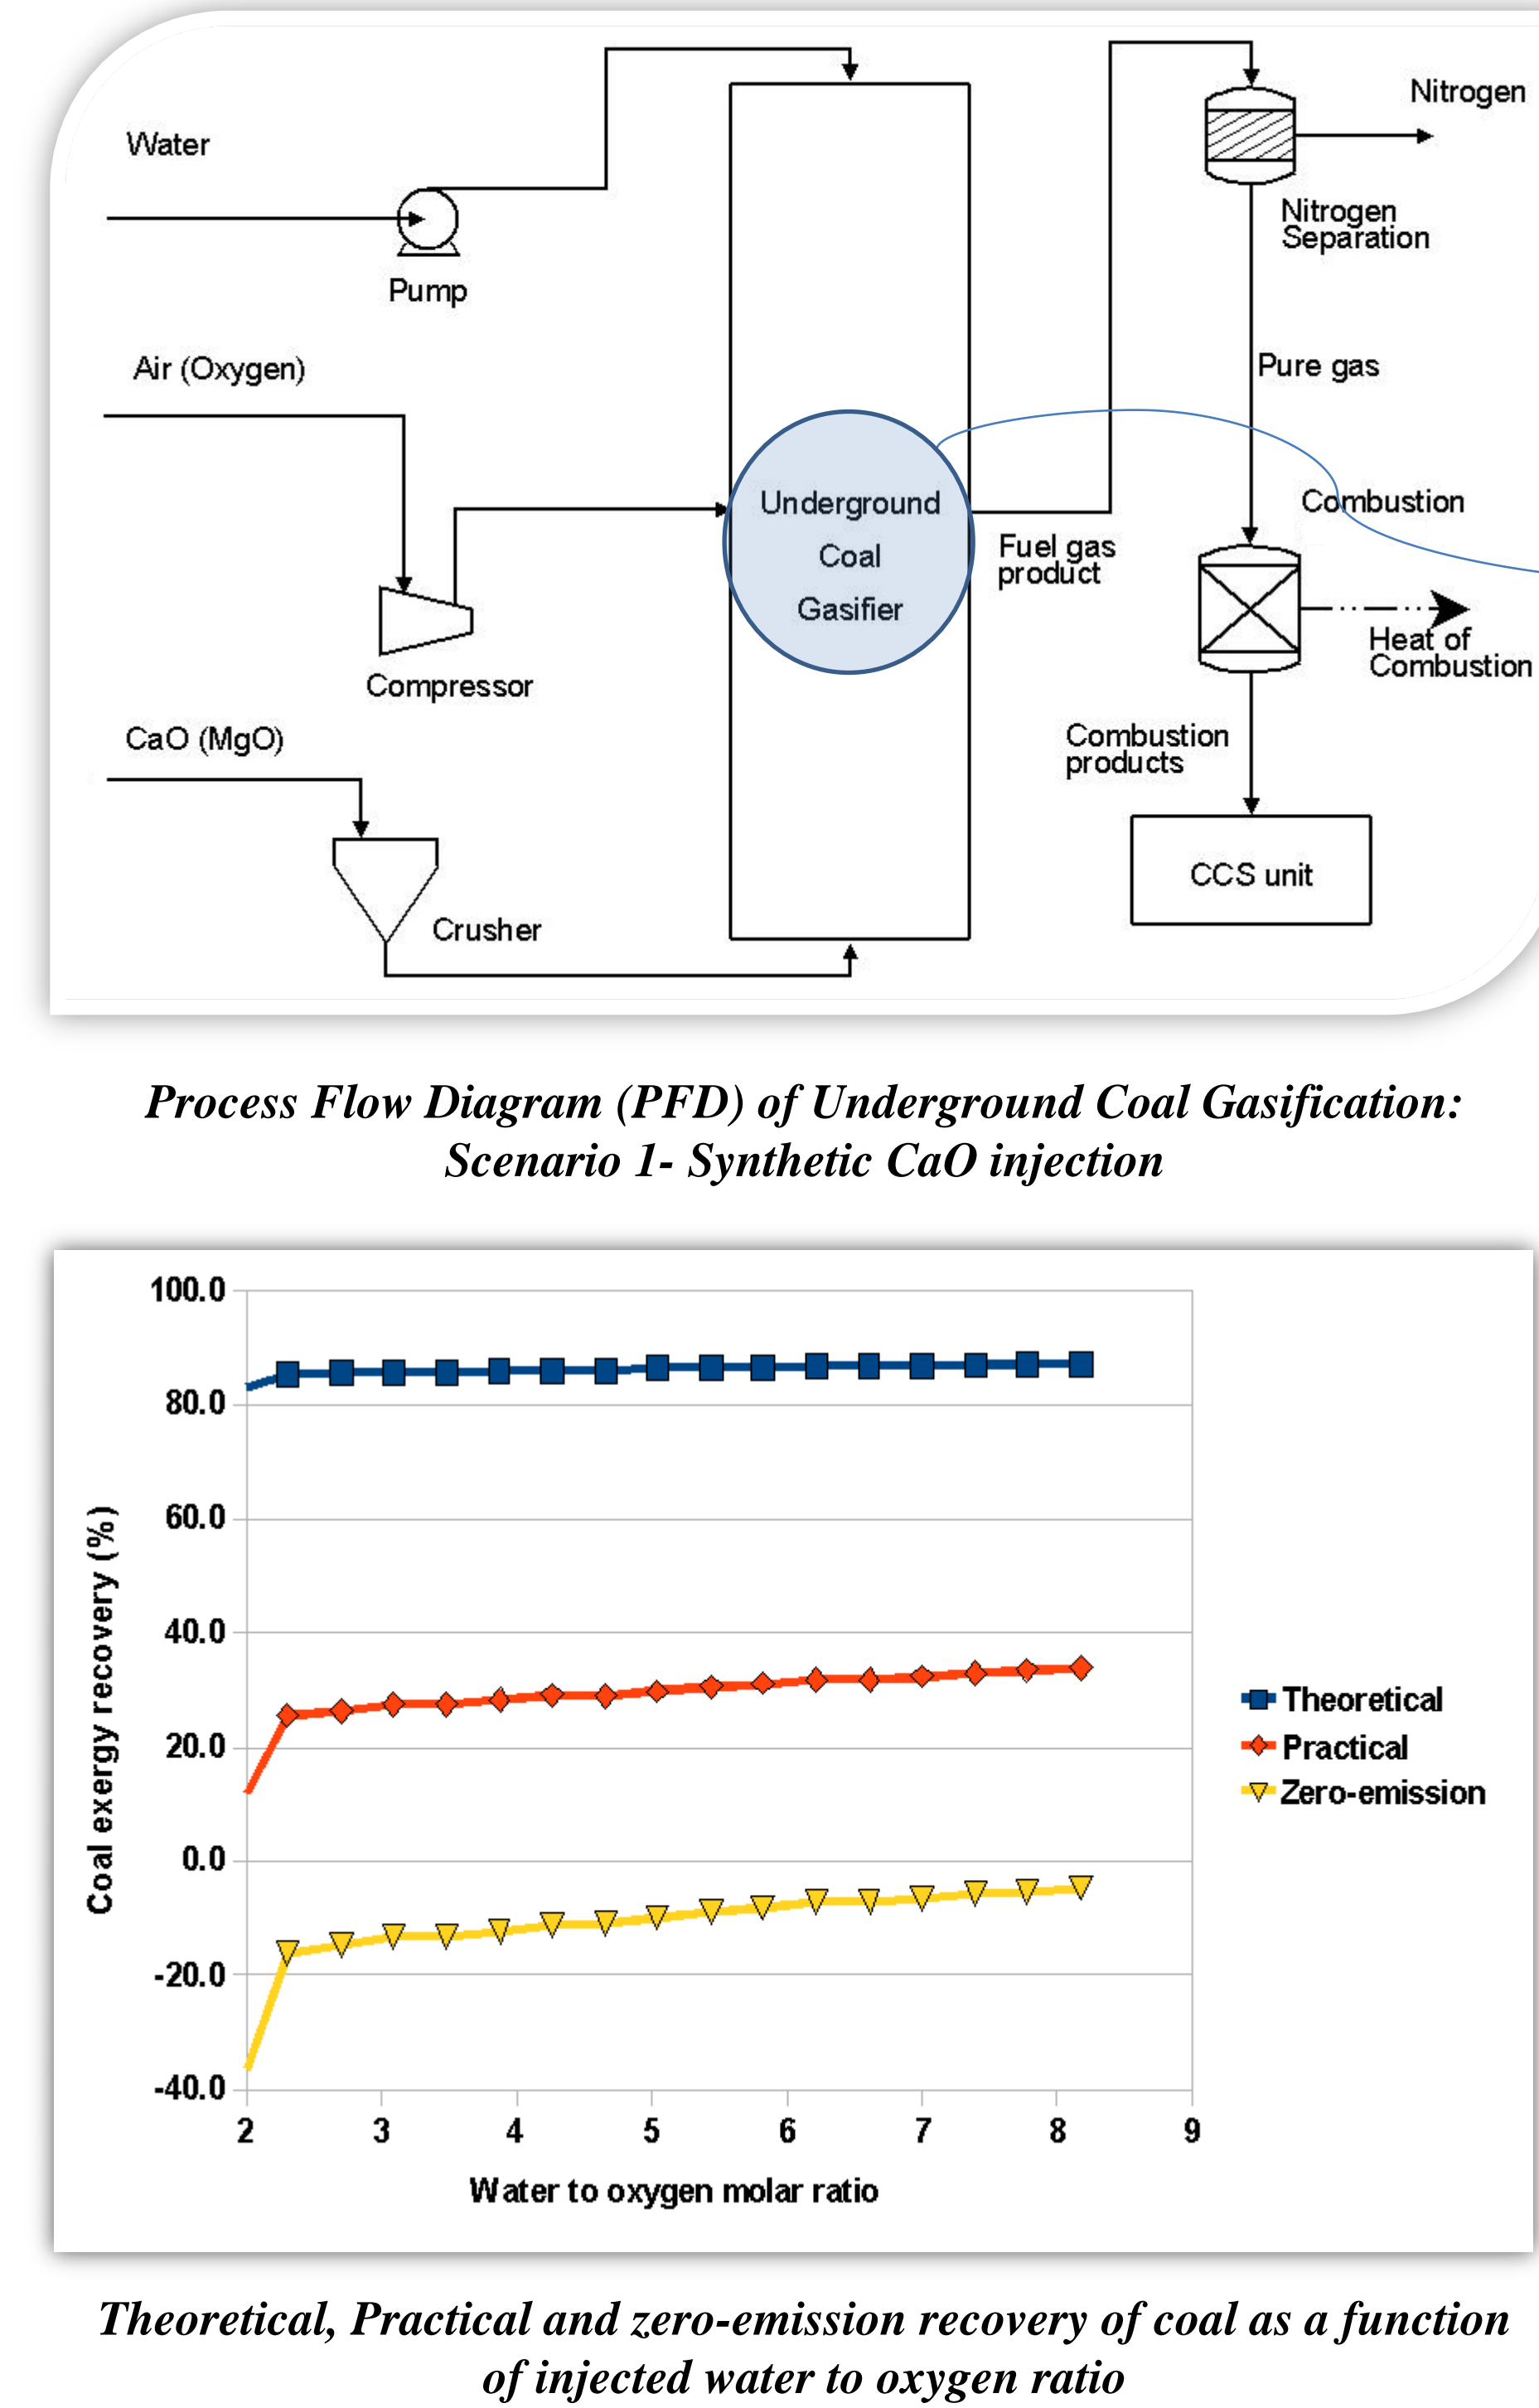 Water
Nitrogen
Nitrogen
Separation
Pump
Air (Oxygen)
Pure gas
Underground
Coal
Gasifier
Combustion
Fuel gas
product
Heat of
Combustion
Compressor
CaO (MgO)
Combustion
products
CCS unit
Crusher
Process Flow Diagram (PFD) of Underground Coal Gasification:
Scenario 1- Synthetic CaO injection
100.0
80.0
60.0
40.0
20.0
0.0
-20.0
-40.0
Coal exergy recovery (%)
2 3 4 5 6 7 8 9
Water to oxygen molar ratio
Theoretical
Practical
Zero-emission
Theoretical, Practical and zero-emission recovery of coal as a function
of injected water to oxygen ratio